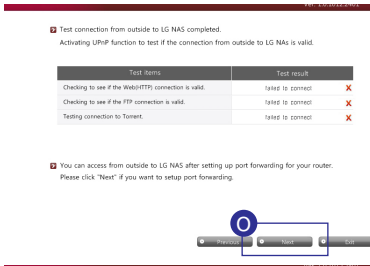 Test connection from outside to LG NAS completed.
Activating UPnP function to test if the connection from outside to LG NAs is valid.
Test items Test result
Checking to see if the Web(HTTP) connection is valid. failed to connect X
Checking to see if the FTP connection is valid. failed to connect X
Testing connection to Torrent. failed to connect X
You can access from outside to LG NAS after setting up port forwarding for your router.
Please click "Next" if you want to setup port forwarding.
O
Previous Next Exit